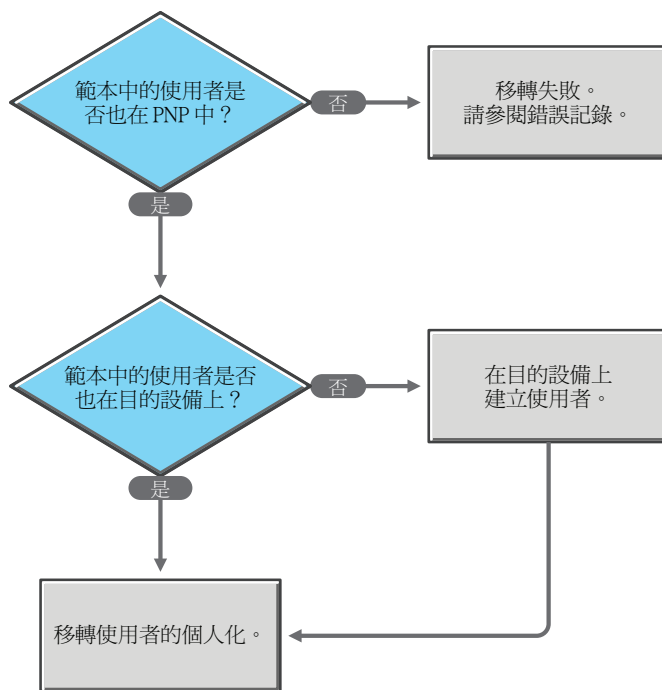 範本中的使用者是
否也在 PNP 中？
否
移轉失敗。
請參閱錯誤記錄。
是
範本中的使用者是否
也在目的設備上？
否
在目的設備上
建立使用者。
是
移轉使用者的個人化。